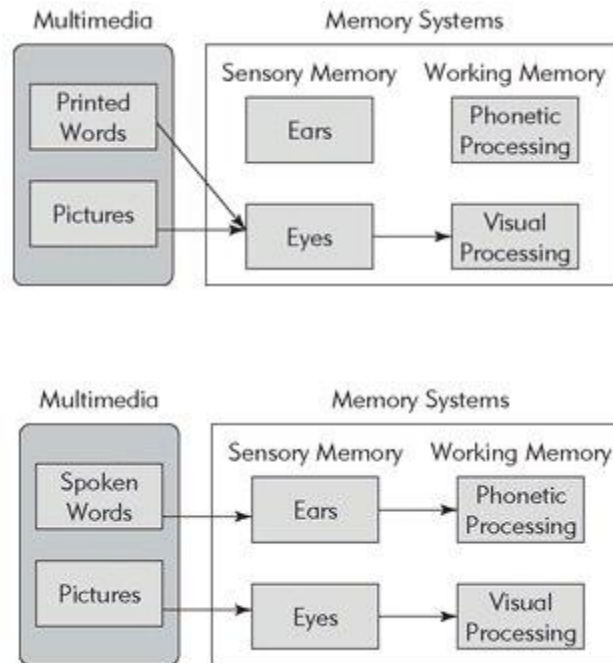 Multimedia
Memory Systems
Sensory Memory
Working Memory
Printed
Words
Ears
Phonetic
Processing
Pictures
Eyes
Visual
Processing
Multimedia
Memory Systems
Sensory Memory
Working Memory
Spoken
Words
Ears
Phonetic
Processing
Pictures
Eyes
Visual
Processing